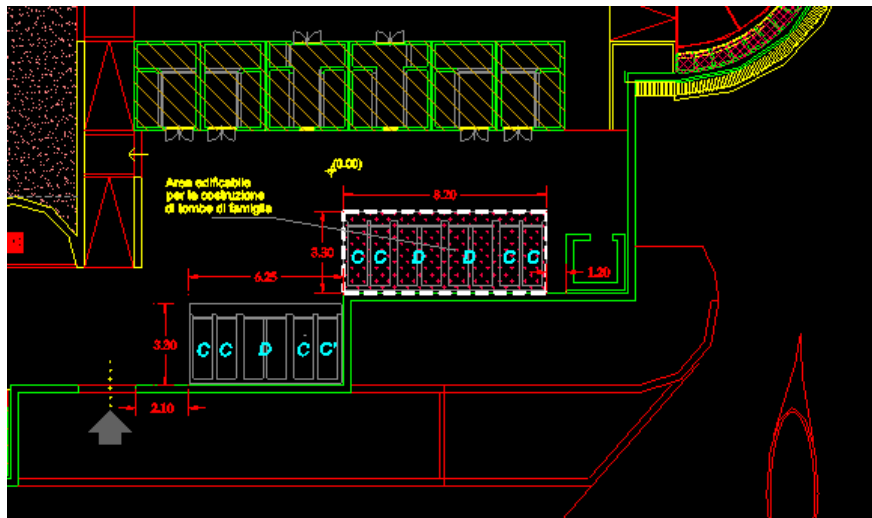 (0.00)
Area edificabile
per la costruzione
di tombe di famiglia
8.20
3.30
C C D D C C
1.20
6.25
3.30
C C D C C'
2.10